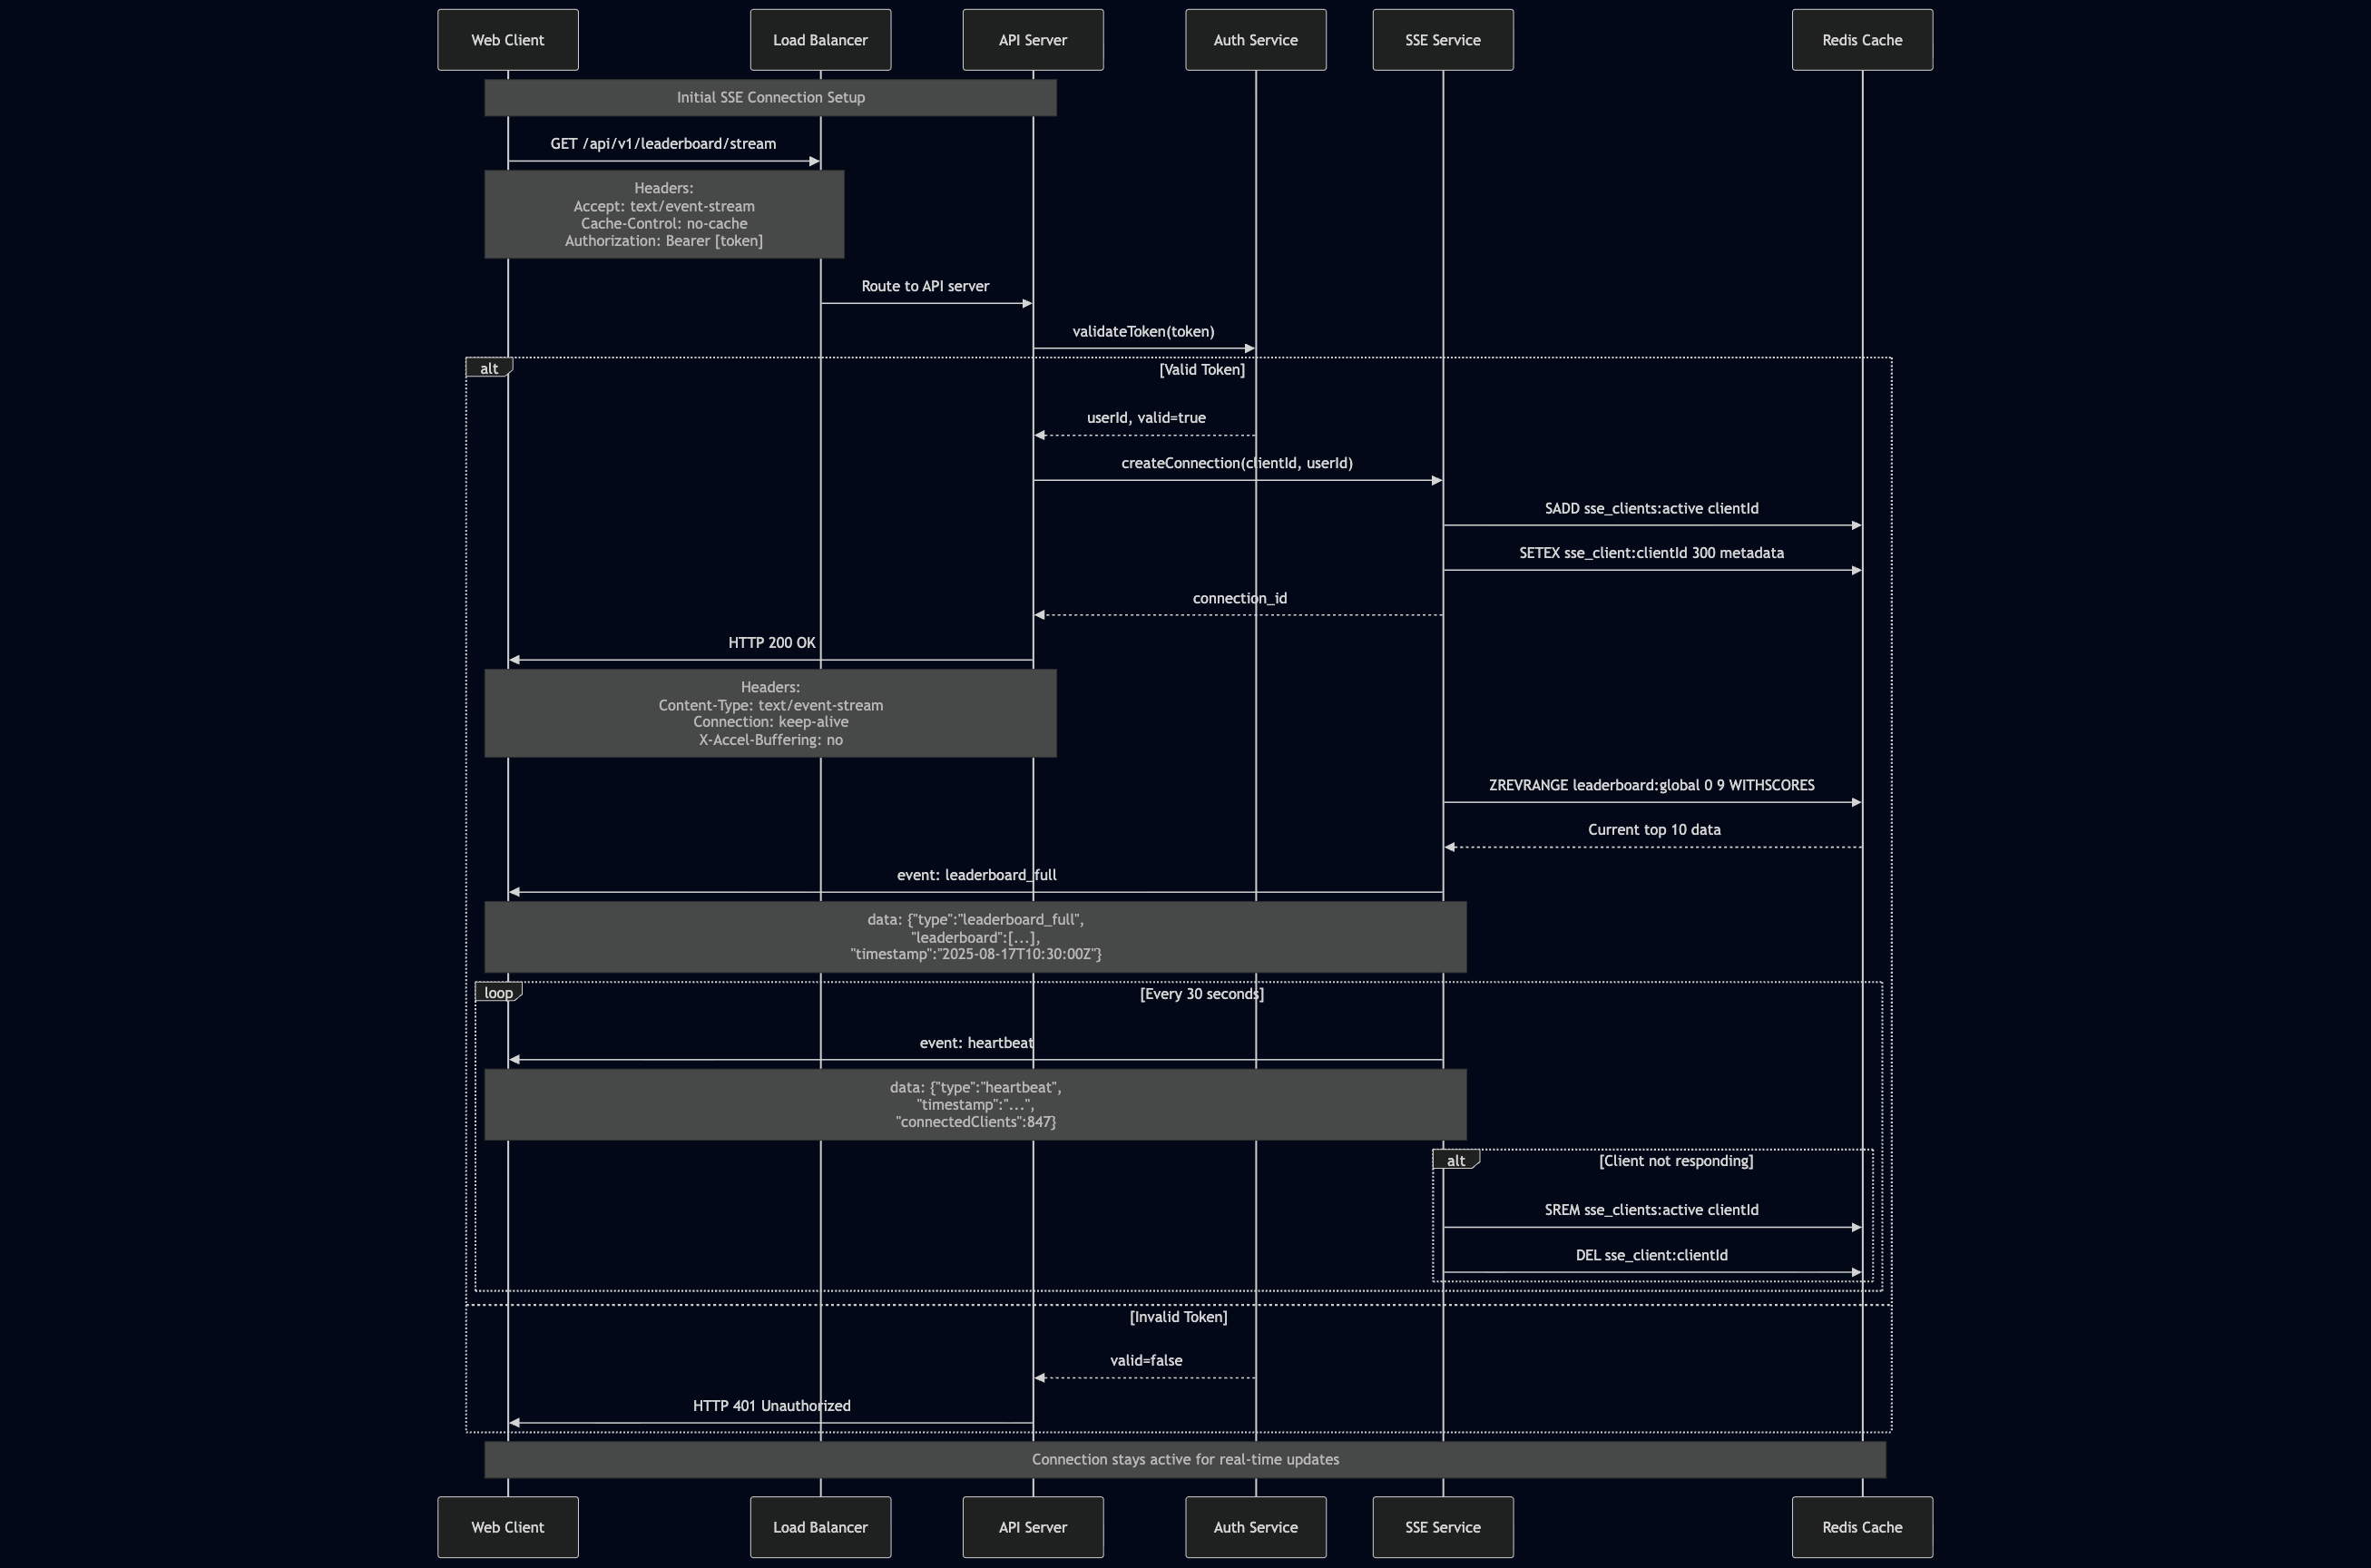 Web Client
Load Balancer
API Server
Auth Service
SSE Service
Redis Cache
Initial SSE Connection Setup
GET /api/v1/leaderboard/stream
Headers:
Accept: text/event-stream
Cache-Control: no-cache
Authorization: Bearer [token]
Route to API server
validateToken(token)
alt
[Valid Token]
userId, valid=true
createConnection(clientId, userId)
SADD sse_clients:active clientId
SETEX sse_client:clientId 300 metadata
connection_id
HTTP 200 OK
Headers:
Content-Type: text/event-stream
Connection: keep-alive
X-Accel-Buffering: no
ZREVRANGE leaderboard:global 0 9 WITHSCORES
Current top 10 data
event: leaderboard_full
data: {"type":"leaderboard_full",
"leaderboard":[...],
"timestamp":"2025-08-17T10:30:00Z"}
loop
[Every 30 seconds]
event: heartbeat
data: {"type":"heartbeat",
"timestamp":"...",
"connectedClients":847}
alt
[Client not responding]
SREM sse_clients:active clientId
DEL sse_client:clientId
[Invalid Token]
valid=false
HTTP 401 Unauthorized
Connection stays active for real-time updates
Web Client
Load Balancer
API Server
Auth Service
SSE Service
Redis Cache